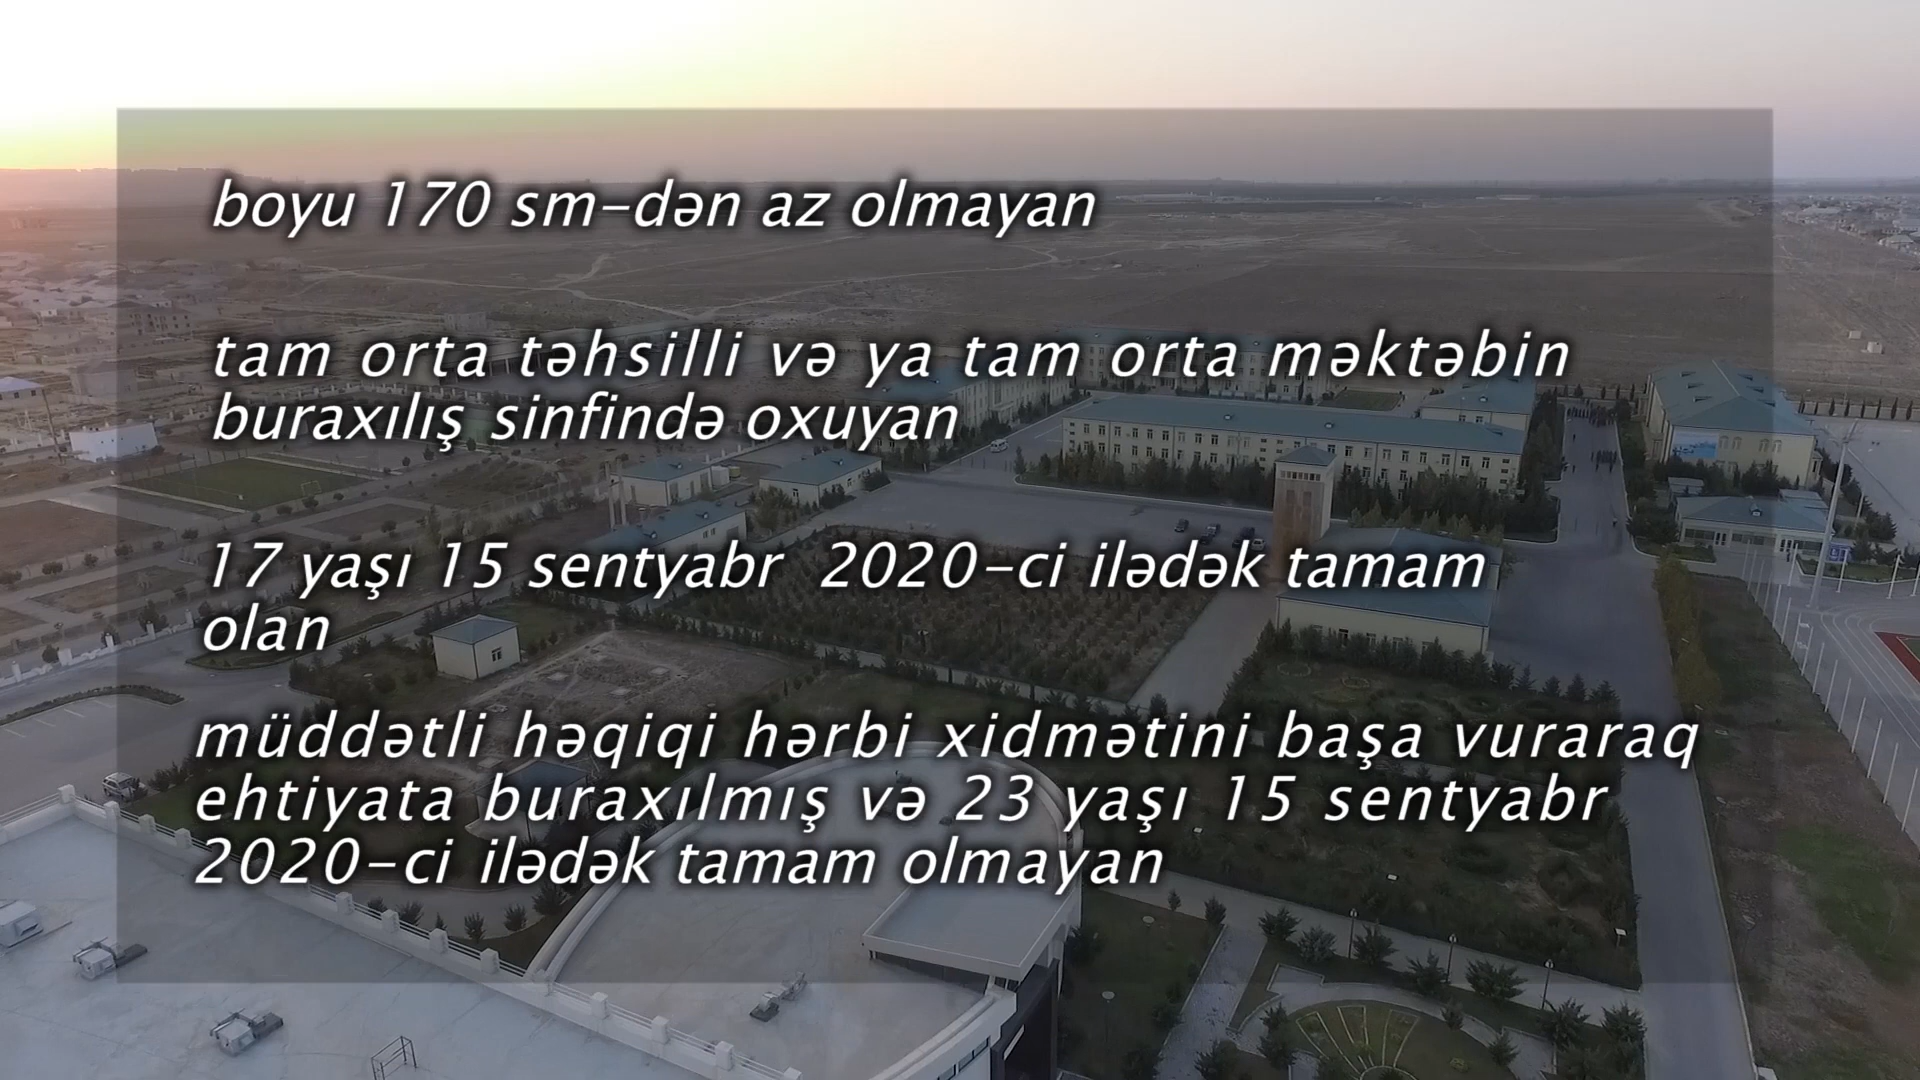 boyu 170 sm-dən az olmayan
tam orta təhsilli və ya tam orta məktəbin
buraxılış sinfində oxuyan
17 yaşı 15 sentyabr 2020-ci ilədək tamam
olan
müddətli həqiqi hərbi xidmətini başa vuraraq
ehtiyata buraxılmış və 23 yaşı 15 sentyabr
2020-ci ilədək tamam olmayan